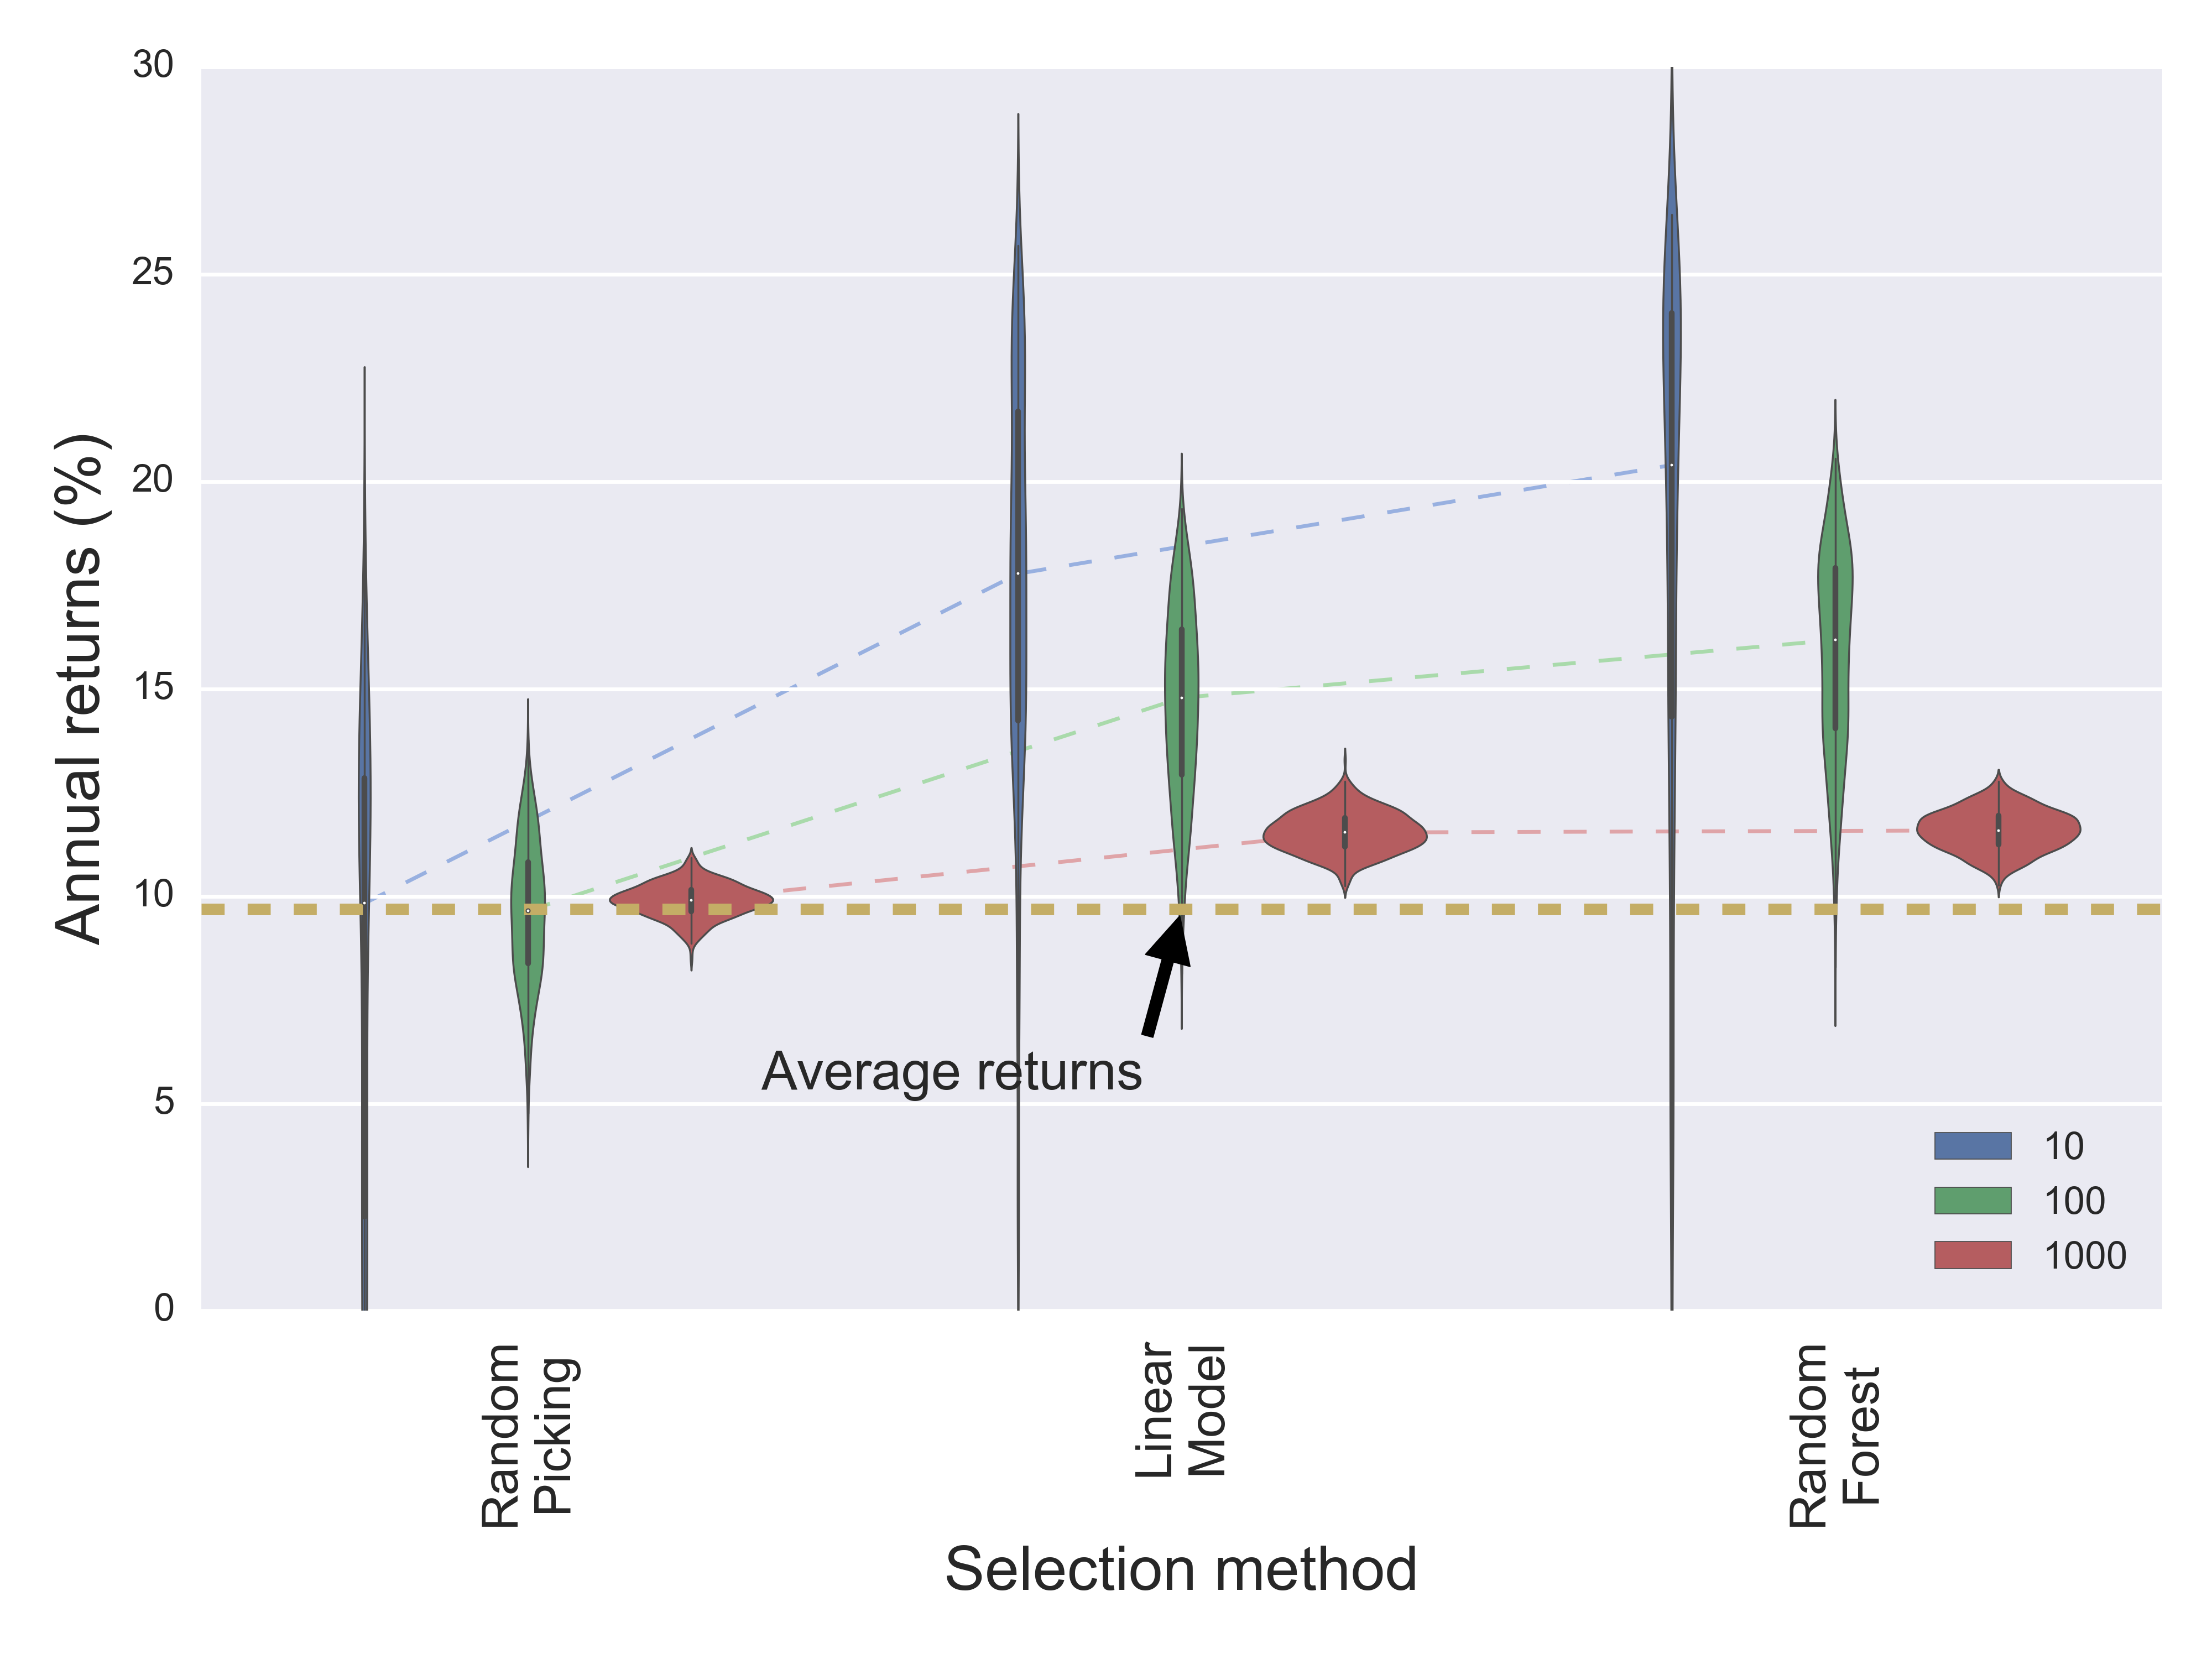 30
25
20
15
10
5
0
Annual returns (%)
Average returns
10
100
1000
Random
Picking
Linear
Model
Random
Forest
Selection method